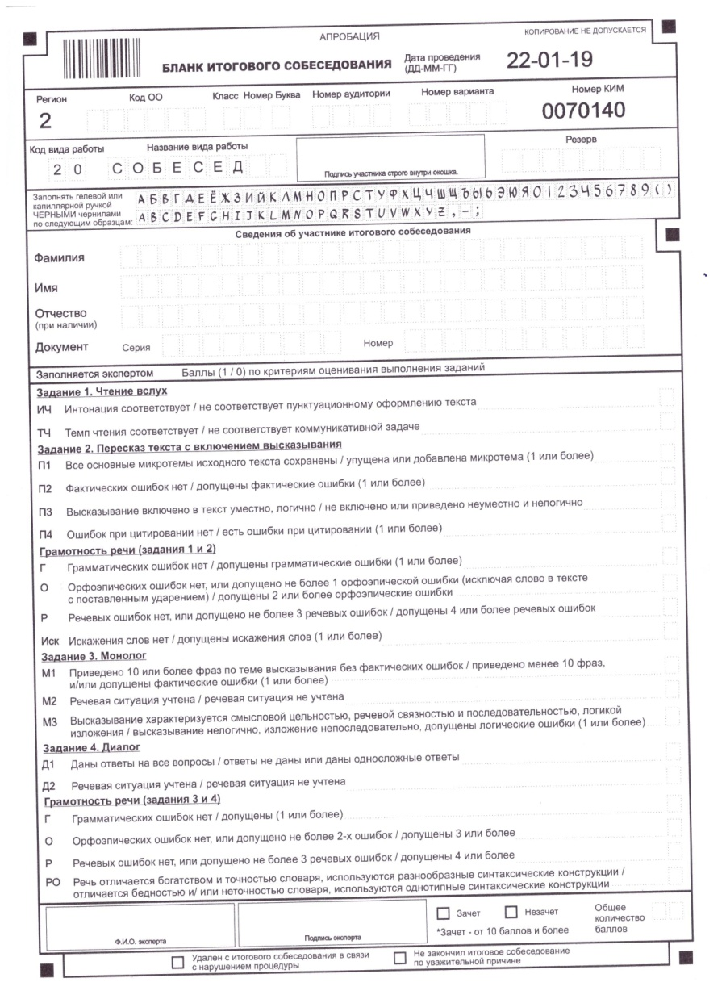 АПРОБАЦИЯ
КОПИРОВАНИЕ НЕ ДОПУСКАЕТСЯ
БЛАНК ИТОГОВОГО СОБЕСЕДОВАНИЯ
Дата проведения
(ДД-ММ-ГГ)
22-01-19
Регион
Код ОО
Класс Номер Буква
Номер аудитории
Номер варианта
Номер КИМ
2
0070140
Код вида работы
Название вида работы
Резерв
20 СОБЕСЕД
Подпись участника строго внутри окошка.
Заполнять гелевой или
капиллярной ручкой
ЧЕРНЫМИ чернилами
по следующим образцам:
АБВГДЕЁЖЗИЙКЛМНОПРСТУФХЦЧШЩЪЫЬЭЮЯ0123456789()
ABCDEFGHIJKLMNOPQRSTUVWXYZ,-;
Сведения об участнике итогового собеседования
Фамилия
Имя
Отчество
(при наличии)
Документ Серия Номер
Заполняется экспертом Баллы (1 / 0) по критериям оценивания выполнения заданий
Задание 1. Чтение вслух
ИЧ Интонация соответствует / не соответствует пунктуационному оформлению текста
ТЧ Темп чтения соответствует / не соответствует коммуникативной задаче
Задание 2. Пересказ текста с включением высказывания
П1 Все основные микротемы исходного текста сохранены / упущена или добавлена микротема (1 или более)
П2 Фактических ошибок нет / допущены фактические ошибки (1 или более)
П3 Высказывание включено в текст уместно, логично / не включено или приведено неуместно и нелогично
П4 Ошибок при цитировании нет / есть ошибки при цитировании (1 или более)
Грамотность речи (задания 1 и 2)
Г Грамматических ошибок нет / допущены грамматические ошибки (1 или более)
О Орфоэпических ошибок нет, или допущено не более 1 орфоэпической ошибки (исключая слово в тексте
с поставленным ударением) / допущены 2 или более орфоэпические ошибки
Р Речевых ошибок нет, или допущено не более 3 речевых ошибок / допущены 4 или более речевых ошибок
Иск Искажения слов нет / допущены искажения слов (1 или более)
Задание 3. Монолог
М1 Приведено 10 или более фраз по теме высказывания без фактических ошибок / приведено менее 10 фраз,
и/или допущены фактические ошибки (1 или более)
М2 Речевая ситуация учтена / речевая ситуация не учтена
М3 Высказывание характеризуется смысловой цельностью, речевой связностью и последовательностью, логикой
изложения / высказывание нелогично, изложение непоследовательно, допущены логические ошибки (1 или более)
Задание 4. Диалог
Д1 Даны ответы на все вопросы / ответы не даны или даны односложные ответы
Д2 Речевая ситуация учтена / речевая ситуация не учтена
Грамотность речи (задания 3 и 4)
Г Грамматических ошибок нет / допущены (1 или более)
О Орфоэпических ошибок нет, или допущено не более 2-х ошибок / допущены 3 или более
Р Речевых ошибок нет, или допущено не более 3 речевых ошибок / допущены 4 или более
РО Речь отличается богатством и точностью словаря, используются разнообразные синтаксические конструкции /
отличается бедностью и/ или неточностью словаря, используются однотипные синтаксические конструкции
Ф.И.О. эксперта
Подпись эксперта
Зачет Незачет
*Зачет - от 10 баллов и более
Общее
количество
баллов
Удален с итогового собеседования в связи
с нарушением процедуры
Не закончил итоговое собеседование
по уважительной причине